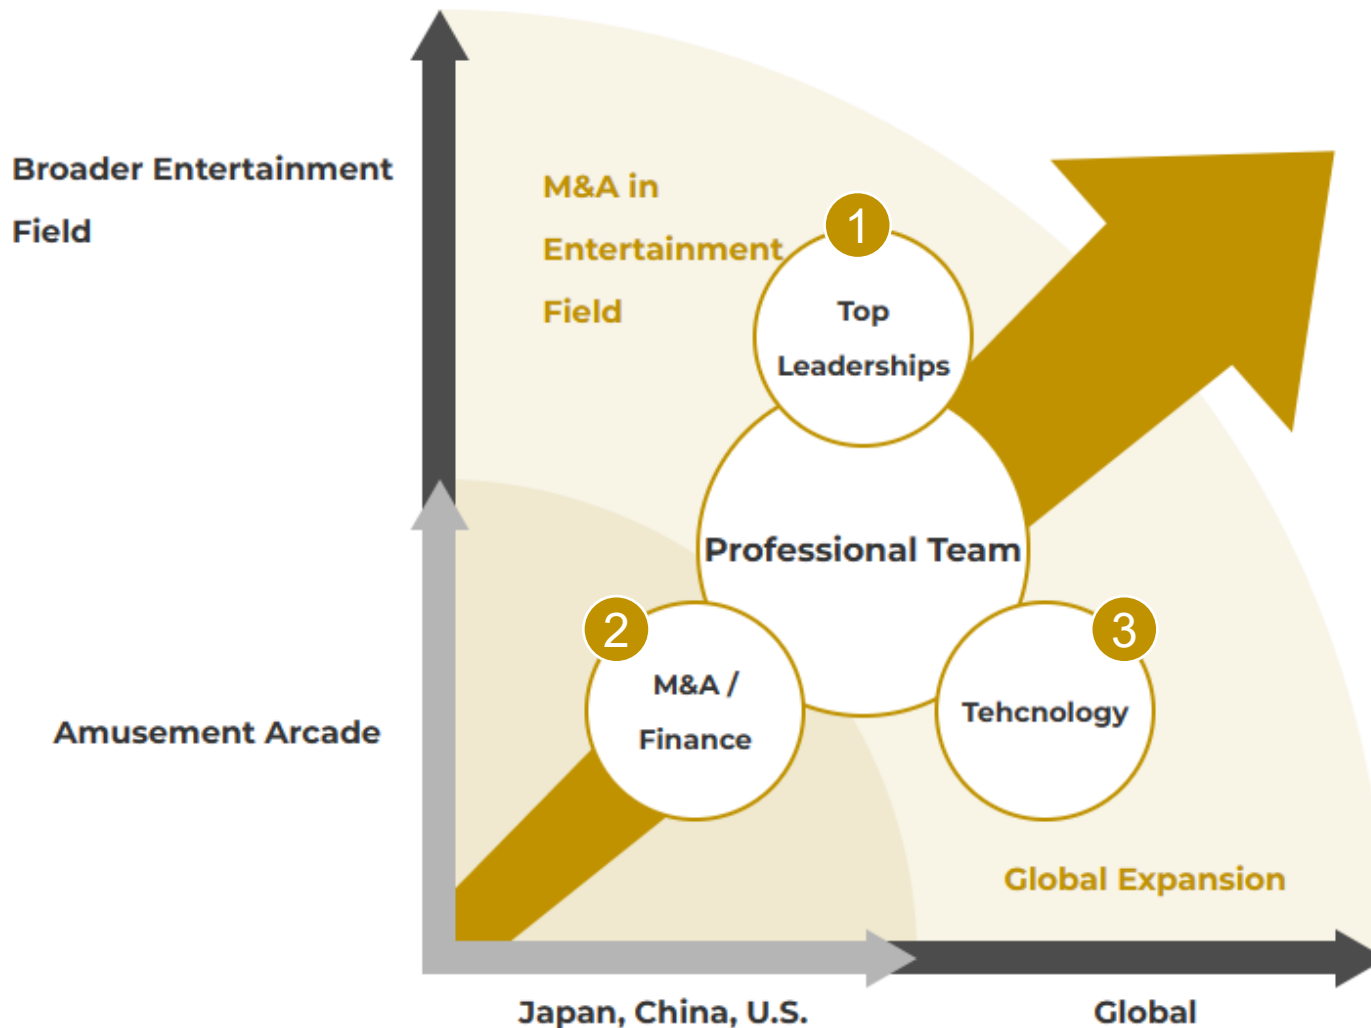 Broader Entertainment
Field
M&A in
Entertainment
Field
1
Top
Leaderships
Professional Team
2
M&A /
Finance
3
Tehcnology
Amusement Arcade
Global Expansion
Japan, China, U.S.
Global